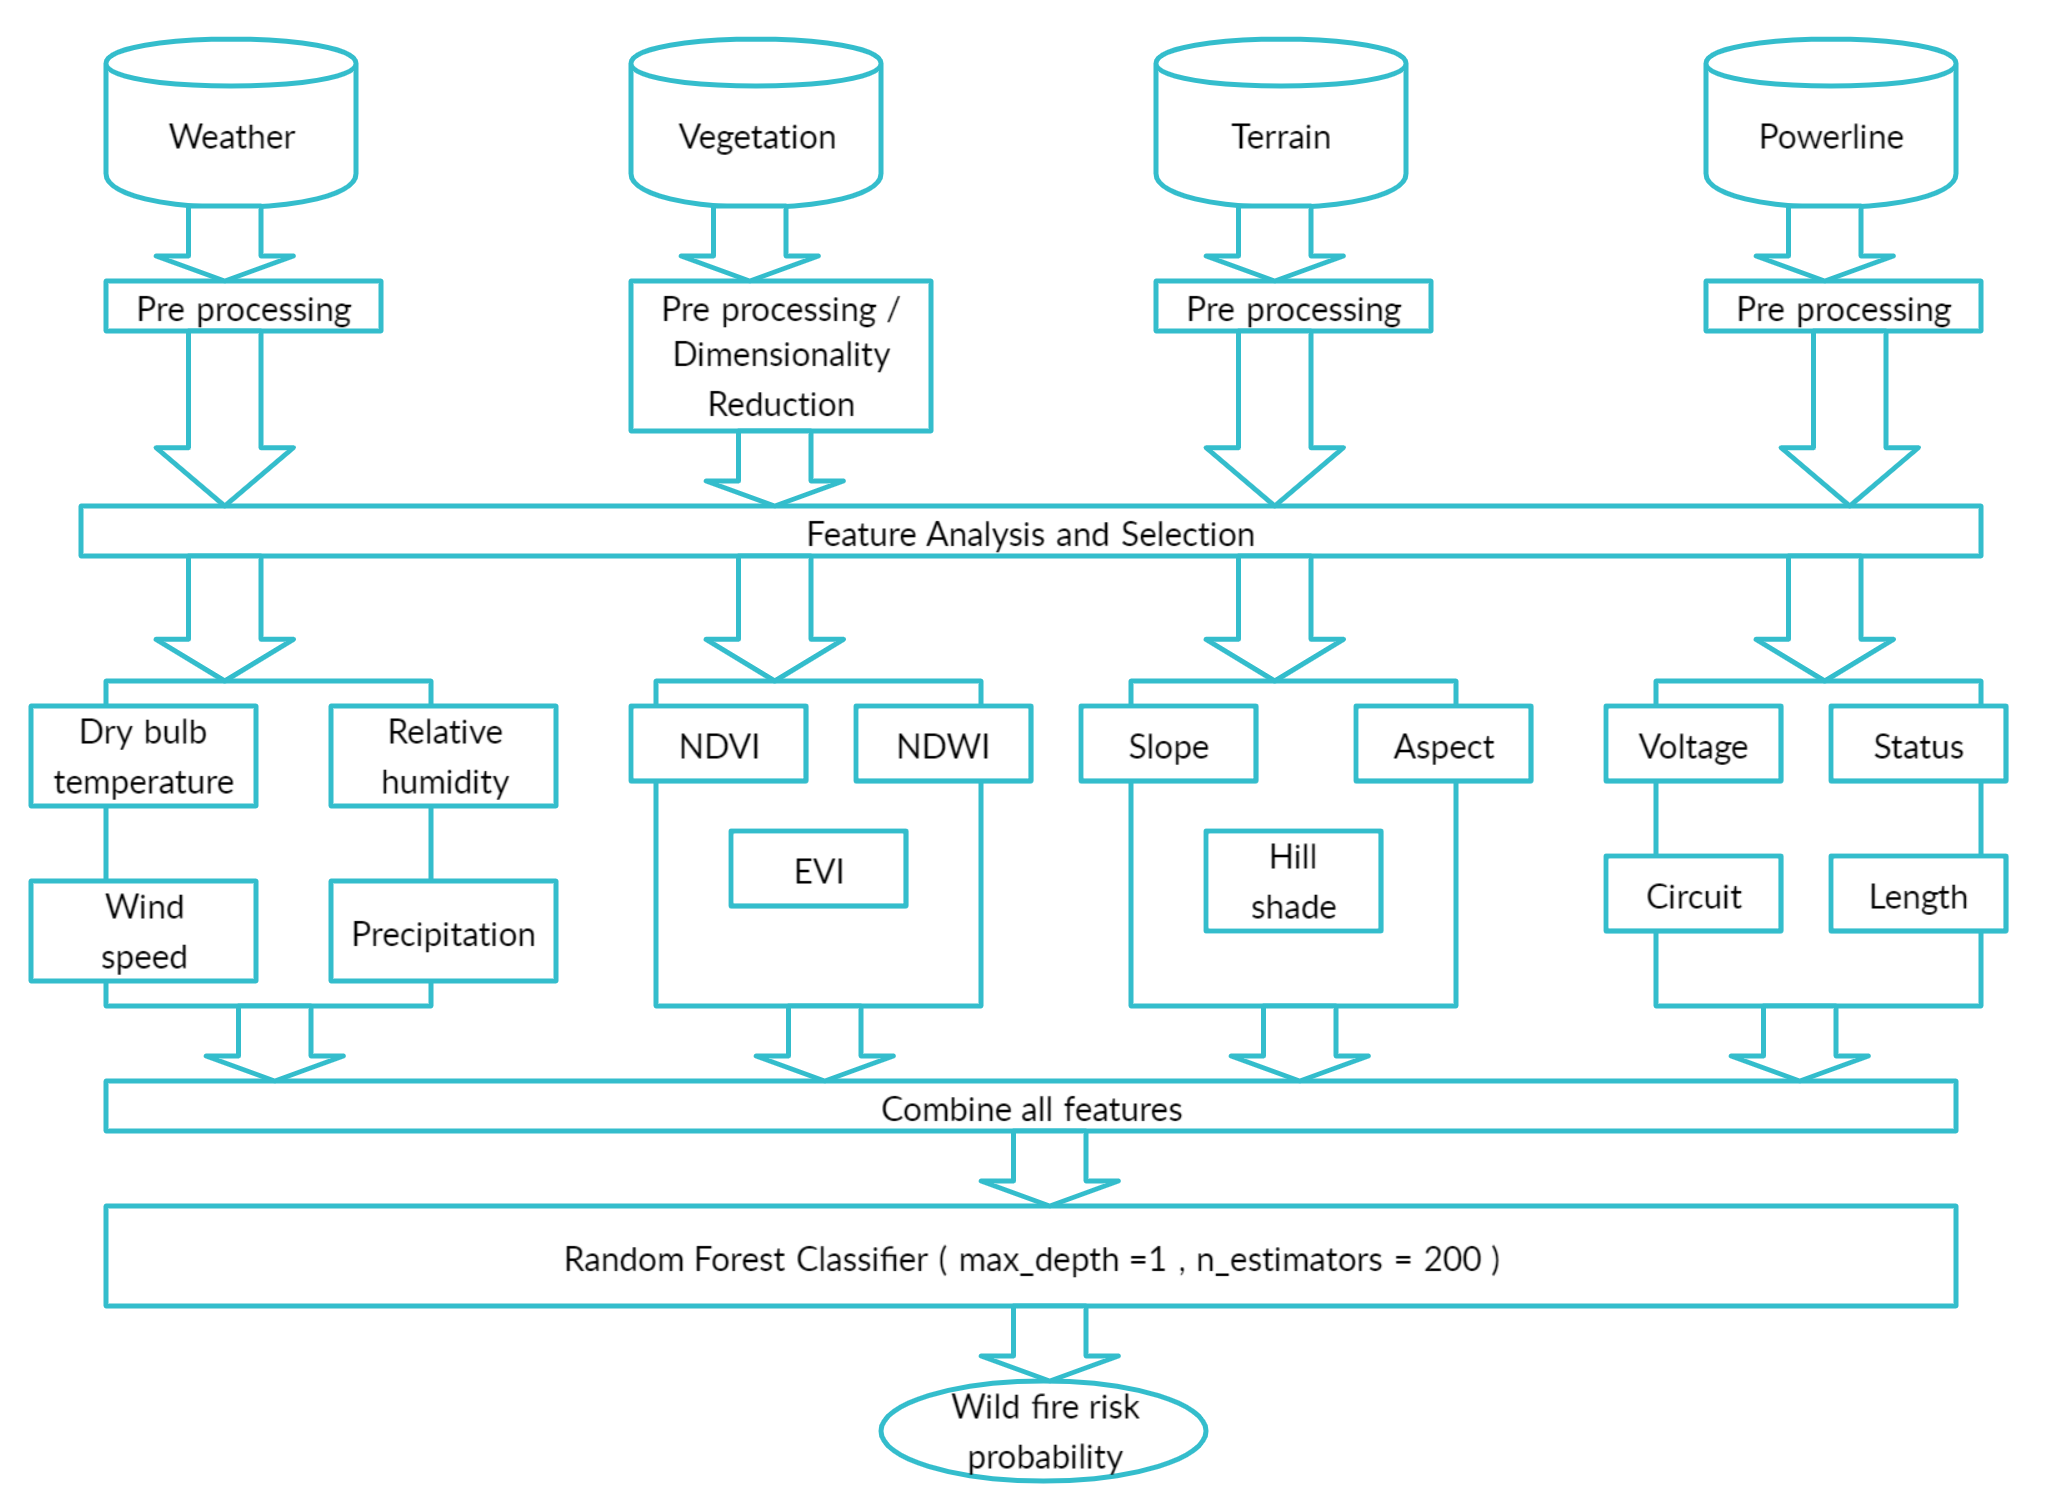 Weather
Vegetation
Terrain
Powerline
Pre processing
Pre processing /
Dimensionality
Reduction
Pre processing
Pre processing
Feature Analysis and Selection
Dry bulb
temperature
Relative
humidity
Wind
speed
Precipitation
NDVI
NDWI
EVI
Slope
Aspect
Hill
shade
Voltage
Status
Circuit
Length
Combine all features
Random Forest Classifier ( max_depth =1 , n_estimators = 200 )
Wild fire risk
probability